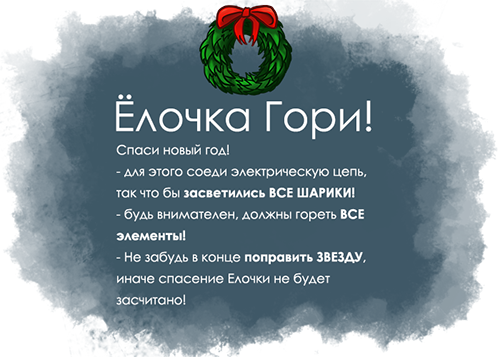 Ёлочка Гори!
Спаси новый год!
- для этого соеди электрическую цепь,
так что бы засветились ВСЕ ШАРИКИ!
- будь внимателен, должны гореть ВСЕ
элементы!
- Не забудь в конце поправить ЗВЕЗДУ,
иначе спасение Елочки не будет
засчитано!